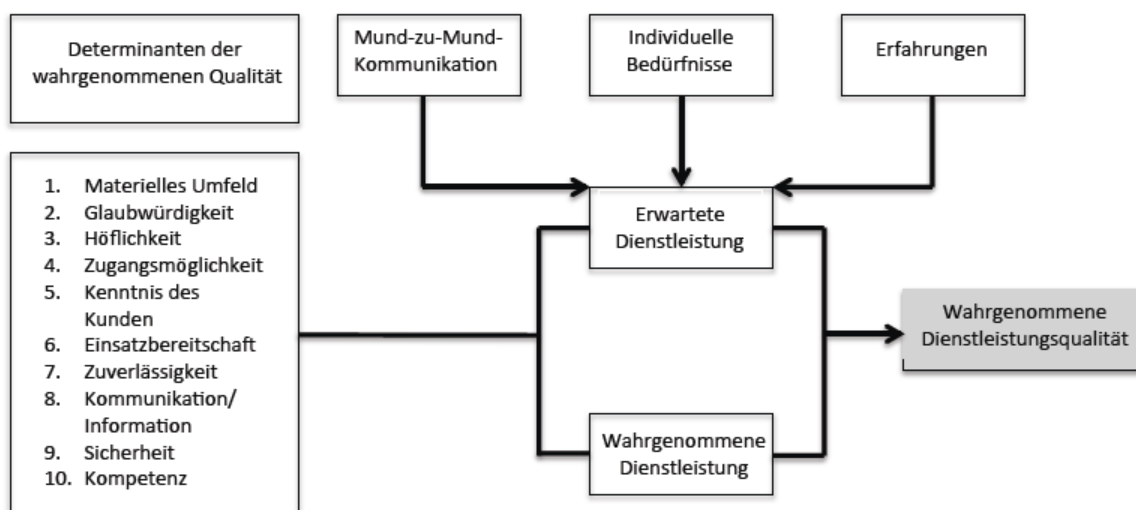 Determinanten der
wahrgenommenen Qualität
Mund-zu-Mund-
Kommunikation
Individuelle
Bedürfnisse
Erfahrungen
1. Materielles Umfeld
2. Glaubwürdigkeit
3. Höflichkeit
4. Zugangsmöglichkeit
5. Kenntnis des
Kunden
6. Einsatzbereitschaft
7. Zuverlässigkeit
8. Kommunikation/
Information
9. Sicherheit
10. Kompetenz
Erwartete
Dienstleistung
Wahrgenommene
Dienstleistung
Wahrgenommene
Dienstleistungsqualität